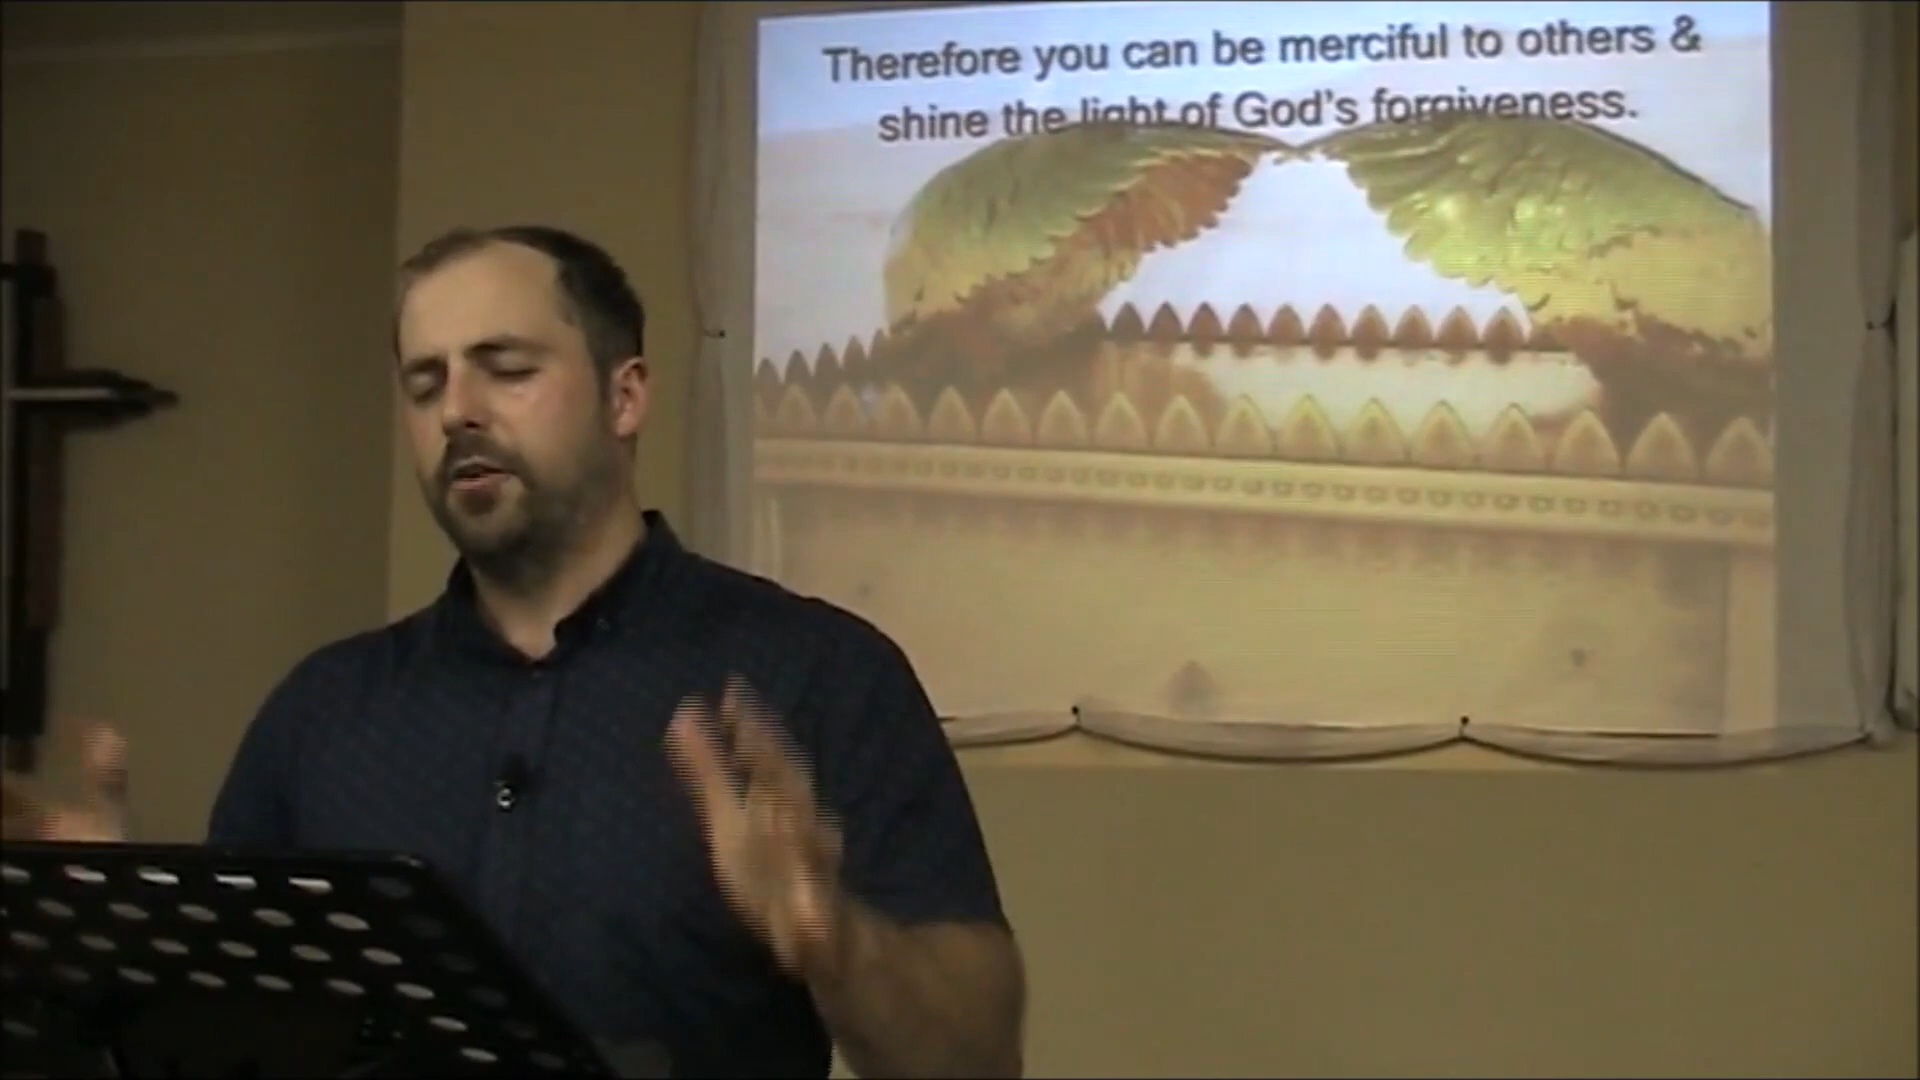 Therefore you can be merciful to others &
shine the light of God's forgiveness.